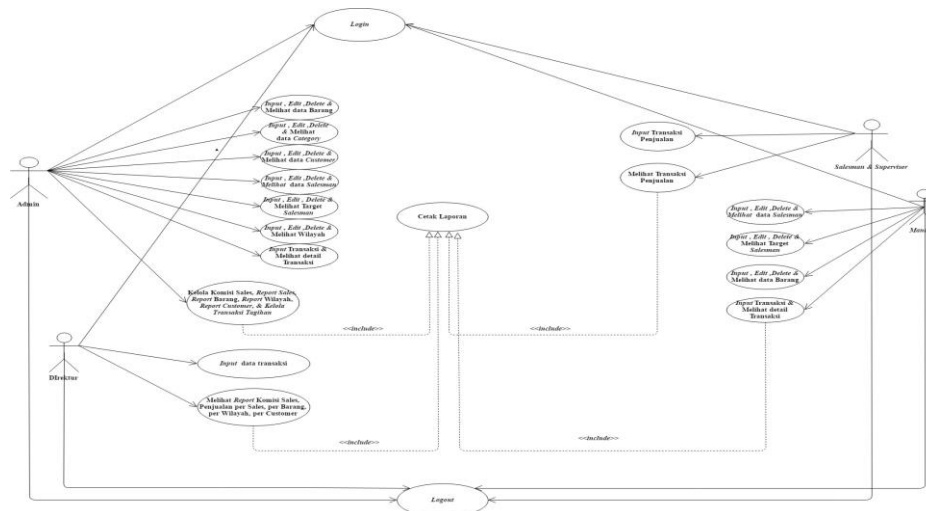 Login
Input , Edit ,Delete &
Melihat data Barang
Input , Edit ,Delete
& Melihat
data Category
Input , Edit ,Delete &
Melihat data Customer
Input , Edit ,Delete &
Melihat data Salesman
Input , Edit , Delete &
Melihat Target
Salesman
Input , Edit ,Delete &
Melihat Wilayah
Input Transaksi &
Melihat detail
Transaksi
Admin
Kelola Komisi Sales, Report Sales,
Report Barang, Report Wilayah,
Report Customer, & Kelola
Transaksi Tagihan
Cetak Laporan
Input Transaksi
Penjualan
Melihat Transaksi
Penjualan
Salesman & Supervisor
Input , Edit ,Delete &
Melihat data Salesman
Input , Edit , Delete
& Melihat Target
Salesman
Input , Edit ,Delete &
Melihat data Barang
Input Transaksi &
Melihat detail
Transaksi
<<include>>
<<include>>
DIrektur
Input data transaksi
Melihat Report Komisi Sales,
Penjualan per Sales, per Barang,
per Wilayah, per Customer
<<include>>
<<include>>
Logout